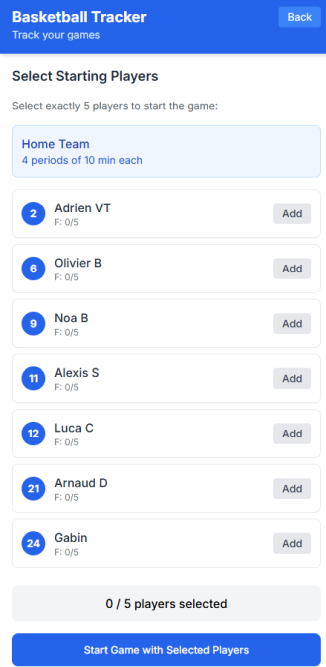 Basketball Tracker
Back
Track your games
Select Starting Players
Select exactly 5 players to start the game:
Home Team
4 periods of 10 min each
2
Adrien VT
F: 0/5
Add
6
Olivier B
F: 0/5
Add
9
Noa B
F: 0/5
Add
11
Alexis S
F: 0/5
Add
12
Luca C
F: 0/5
Add
21
Arnaud D
F: 0/5
Add
24
Gabin
F: 0/5
Add
0 / 5 players selected
Start Game with Selected Players